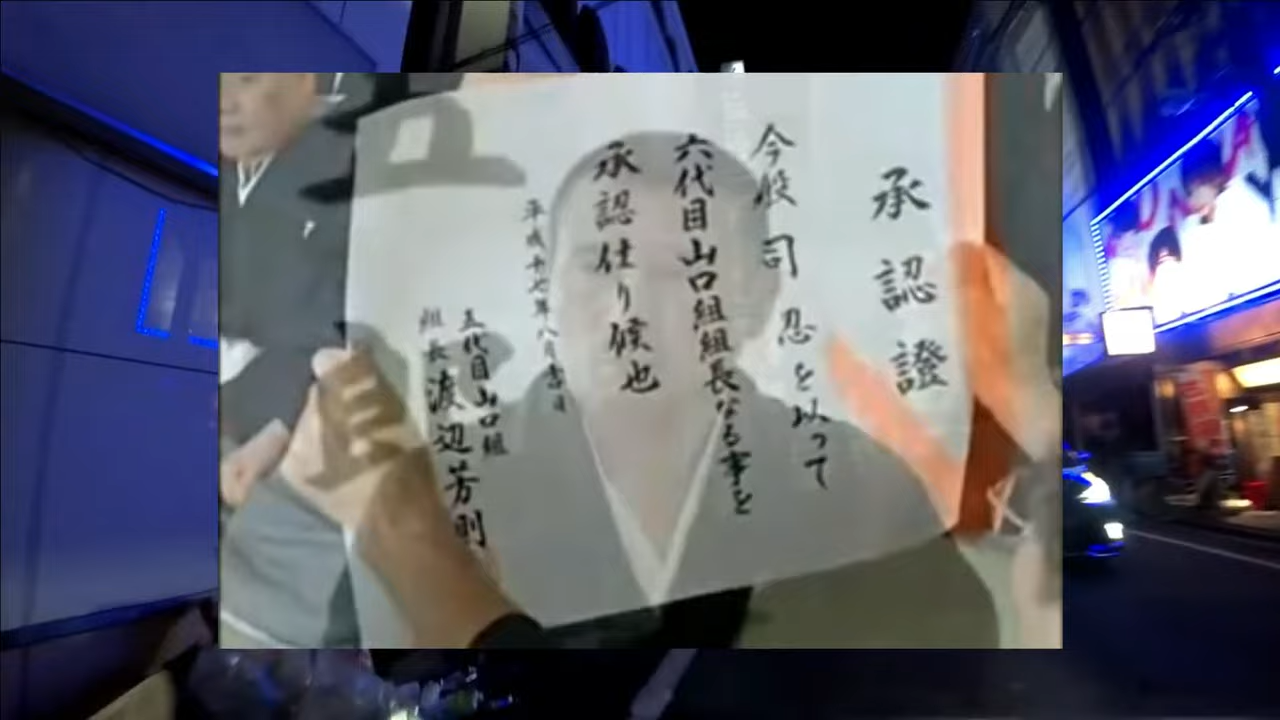 承認證
今般司忍を以って
六代目山口組組長なる事を
承認仕り候也
平成十七年八月吉日
五代目山口組
組長渡辺芳則